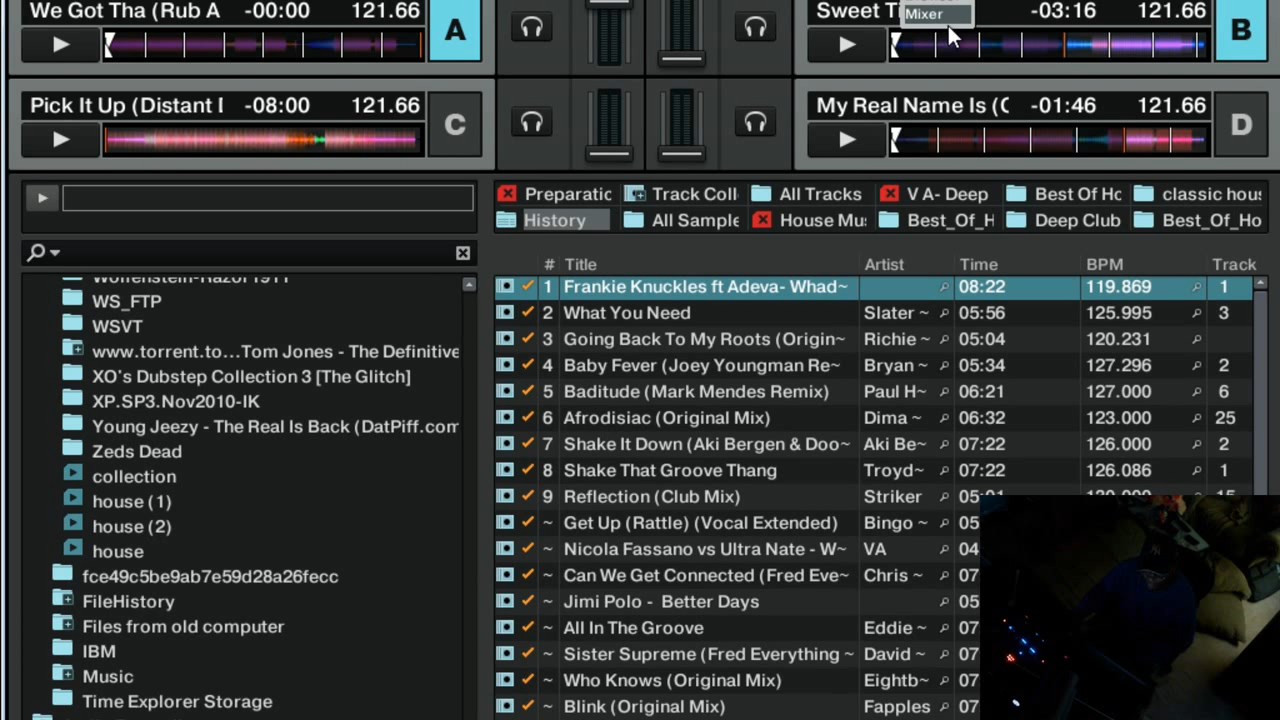 We Got Tha (Rub A -00:00 121.66 A
Sweet T -03:16 121.66 B
Mixer
Pick It Up (Distant I -08:00 121.66 C
My Real Name Is (C -01:46 121.66 D
Preparatic Track Coll All Tracks V A- Deep Best Of Ho classic hous
History All Sample House Mu: Best_Of_H Deep Club Best_Of_Ho
# Title Artist Time BPM Track
Wolfenstein-Razor1911
WS_FTP
WSVT
www.torrent.to...Tom Jones - The Definitive
XO's Dubstep Collection 3 [The Glitch]
XP.SP3.Nov2010-IK
Young Jeezy - The Real Is Back (DatPiff.com
Zeds Dead
collection
house (1)
house (2)
house
fce49c5be9ab7e59d28a26fecc
FileHistory
Files from old computer
IBM
Music
Time Explorer Storage
1 Frankie Knuckles ft Adeva- Whad~ 08:22 119.869 1
2 What You Need Slater ~ 05:56 125.995 3
3 Going Back To My Roots (Origin~ Richie ~ 05:04 120.231
4 Baby Fever (Joey Youngman Re~ Bryan ~ 05:34 127.296 2
5 Baditude (Mark Mendes Remix) Paul H~ 06:21 127.000 6
6 Afrodisiac (Original Mix) Dima ~ 06:32 123.000 25
7 Shake It Down (Aki Bergen & Doo~ Aki Be~ 07:22 126.000 2
8 Shake That Groove Thang Troyd~ 07:22 126.086 1
9 Reflection (Club Mix) Striker
~ Get Up (Rattle) (Vocal Extended) Bingo ~ 05
~ Nicola Fassano vs Ultra Nate - W~ VA 04
~ Can We Get Connected (Fred Eve~ Chris ~ 07
~ Jimi Polo - Better Days 05
~ All In The Groove Eddie ~ 07
~ Sister Supreme (Fred Everything ~ David ~ 07
~ Who Knows (Original Mix) Eightb~ 07
~ Blink (Original Mix) Fapples 07